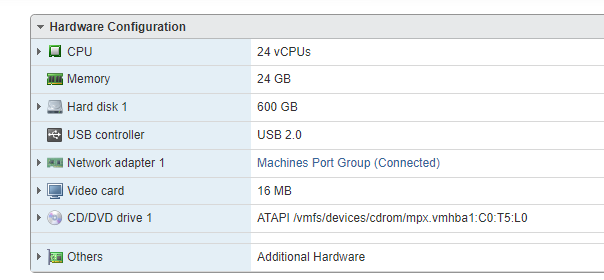 Hardware Configuration
CPU 24 vCPUs
Memory 24 GB
Hard disk 1 600 GB
USB controller USB 2.0
Network adapter 1 Machines Port Group (Connected)
Video card 16 MB
CD/DVD drive 1 ATAPI /vmfs/devices/cdrom/mpx.vmhba1:C0:T5:L0
Others Additional Hardware